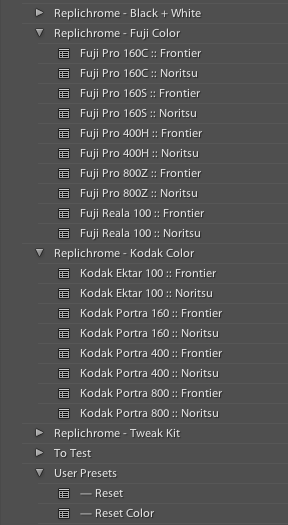 Replichrome - Black + White
Replichrome - Fuji Color
Fuji Pro 160C :: Frontier
Fuji Pro 160C :: Noritsu
Fuji Pro 160S :: Frontier
Fuji Pro 160S :: Noritsu
Fuji Pro 400H :: Frontier
Fuji Pro 400H :: Noritsu
Fuji Pro 800Z :: Frontier
Fuji Pro 800Z :: Noritsu
Fuji Reala 100 :: Frontier
Fuji Reala 100 :: Noritsu
Replichrome - Kodak Color
Kodak Ektar 100 :: Frontier
Kodak Ektar 100 :: Noritsu
Kodak Portra 160 :: Frontier
Kodak Portra 160 :: Noritsu
Kodak Portra 400 :: Frontier
Kodak Portra 400 :: Noritsu
Kodak Portra 800 :: Frontier
Kodak Portra 800 :: Noritsu
Replichrome - Tweak Kit
To Test
User Presets
— Reset
— Reset Color